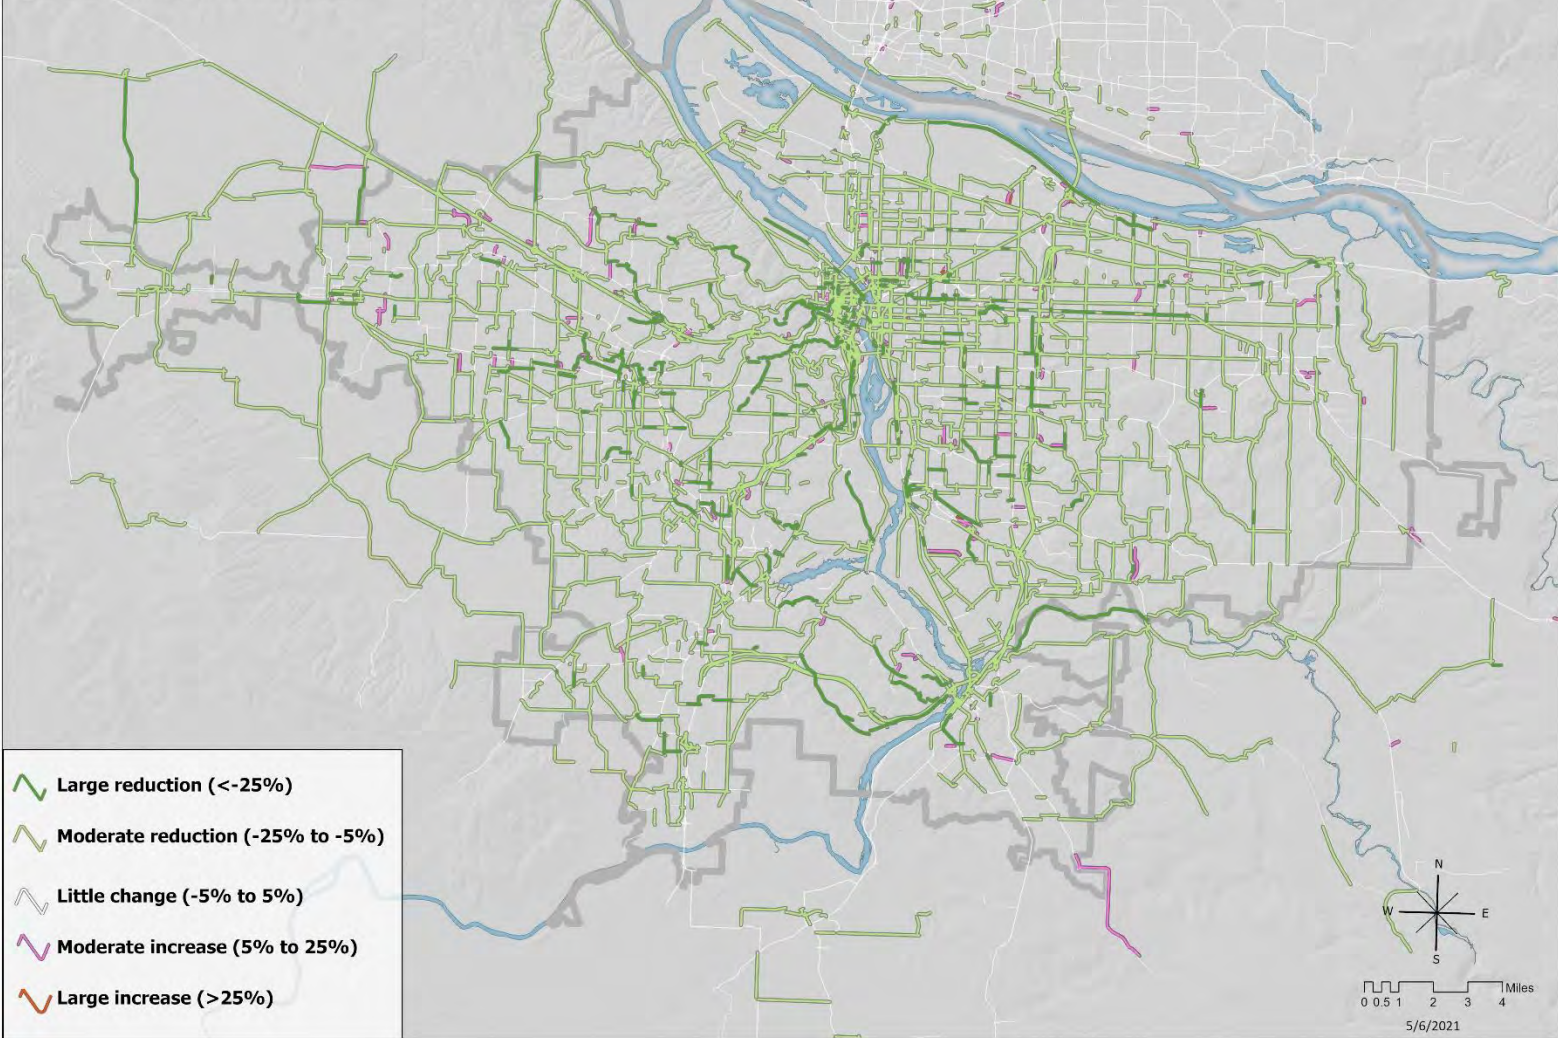 Large reduction (<-25%)
Moderate reduction (-25% to -5%)
Little change (-5% to 5%)
Moderate increase (5% to 25%)
Large increase (>25%)
N
W E
S
Miles
0 0.5 1 2 3 4
5/6/2021